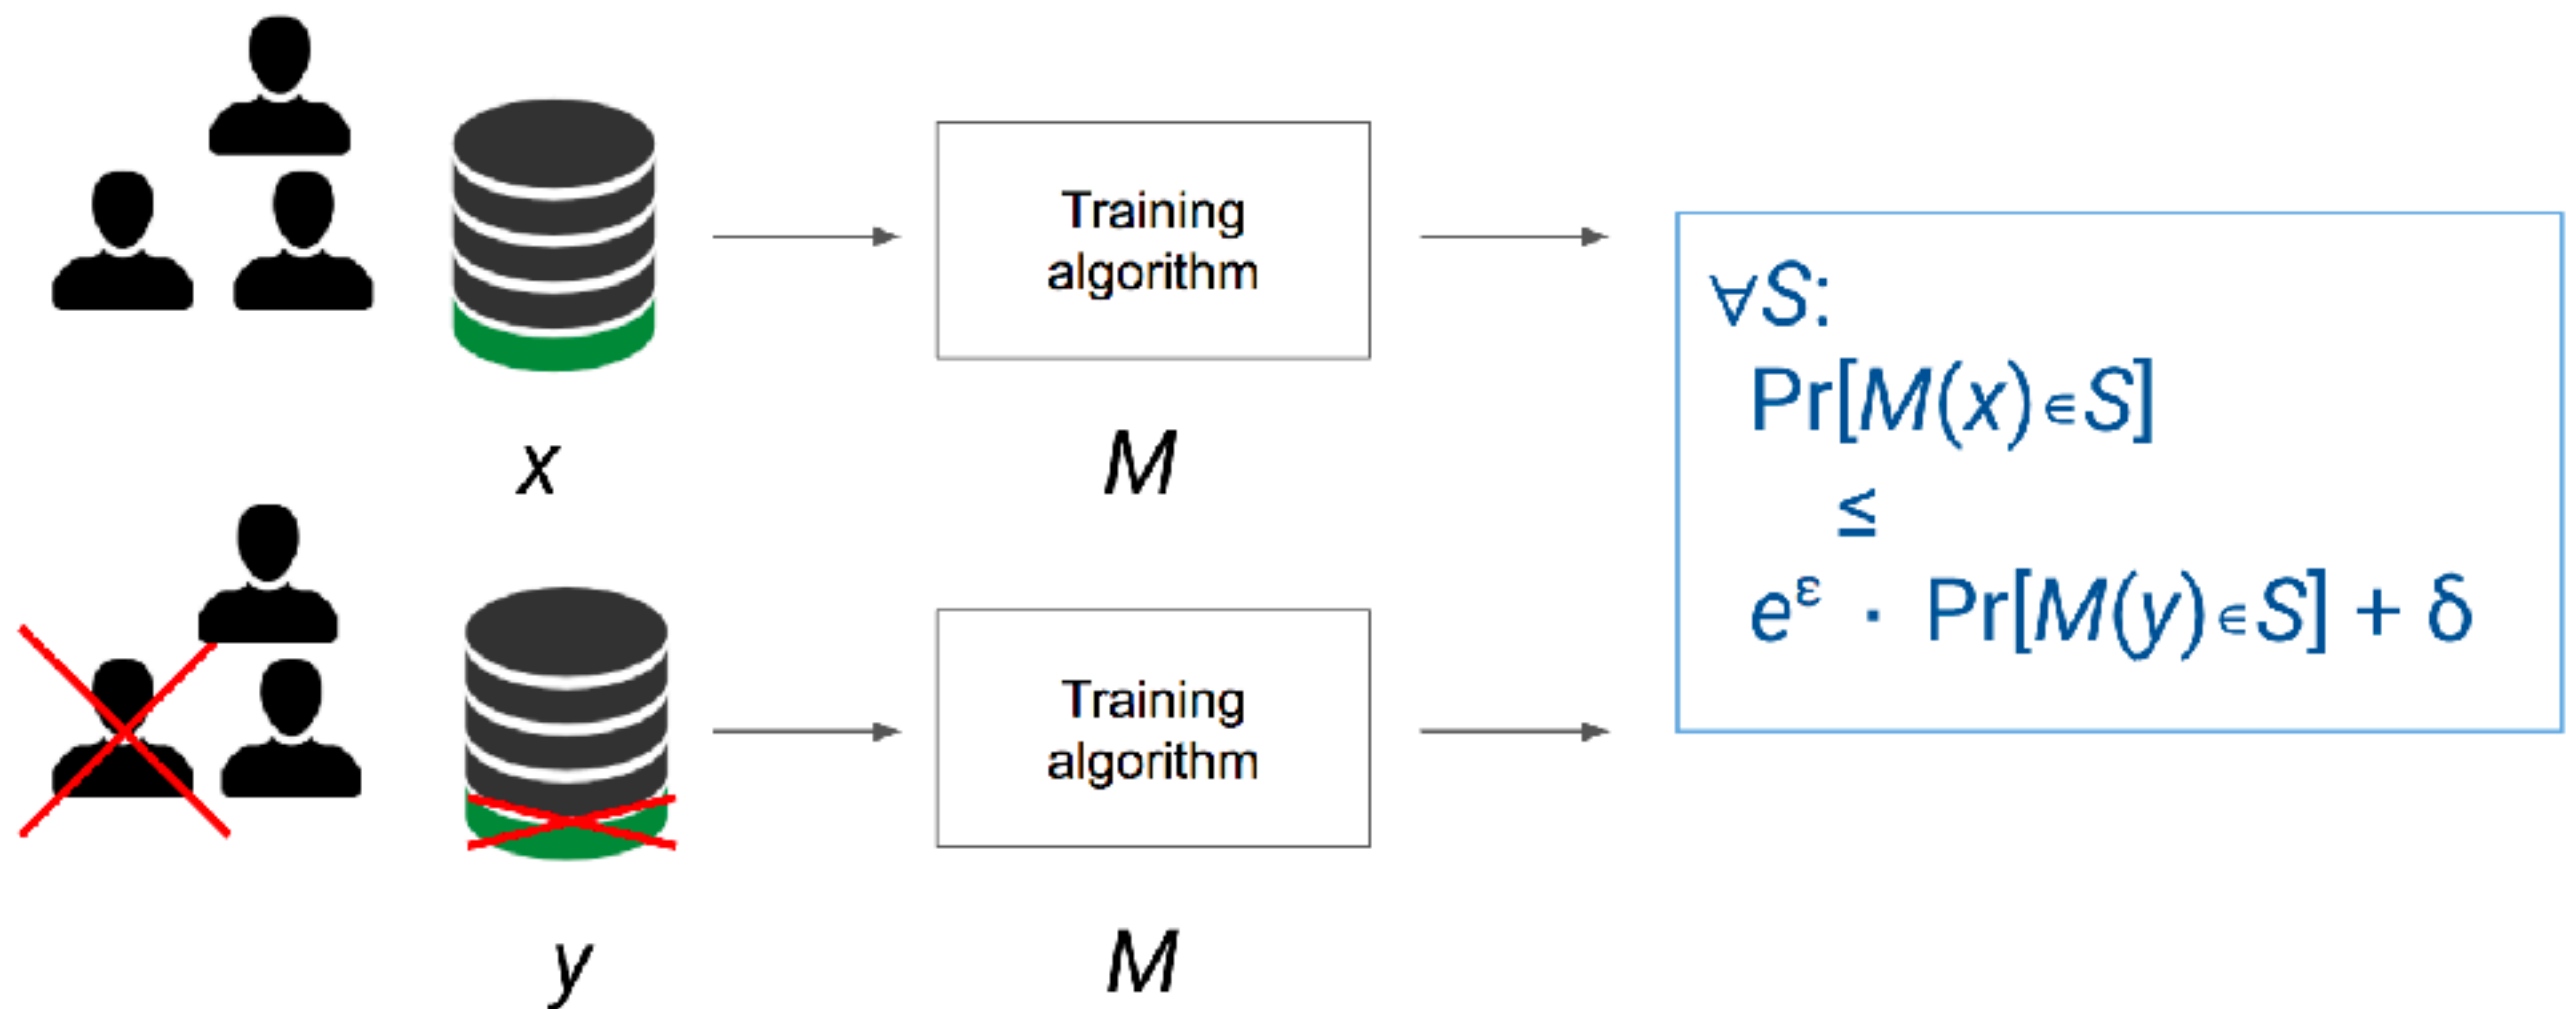 Training
algorithm
x
M
Training
algorithm
y
M
∀S:
Pr[M(x)∈S]
≤
e^ε · Pr[M(y)∈S] + δ